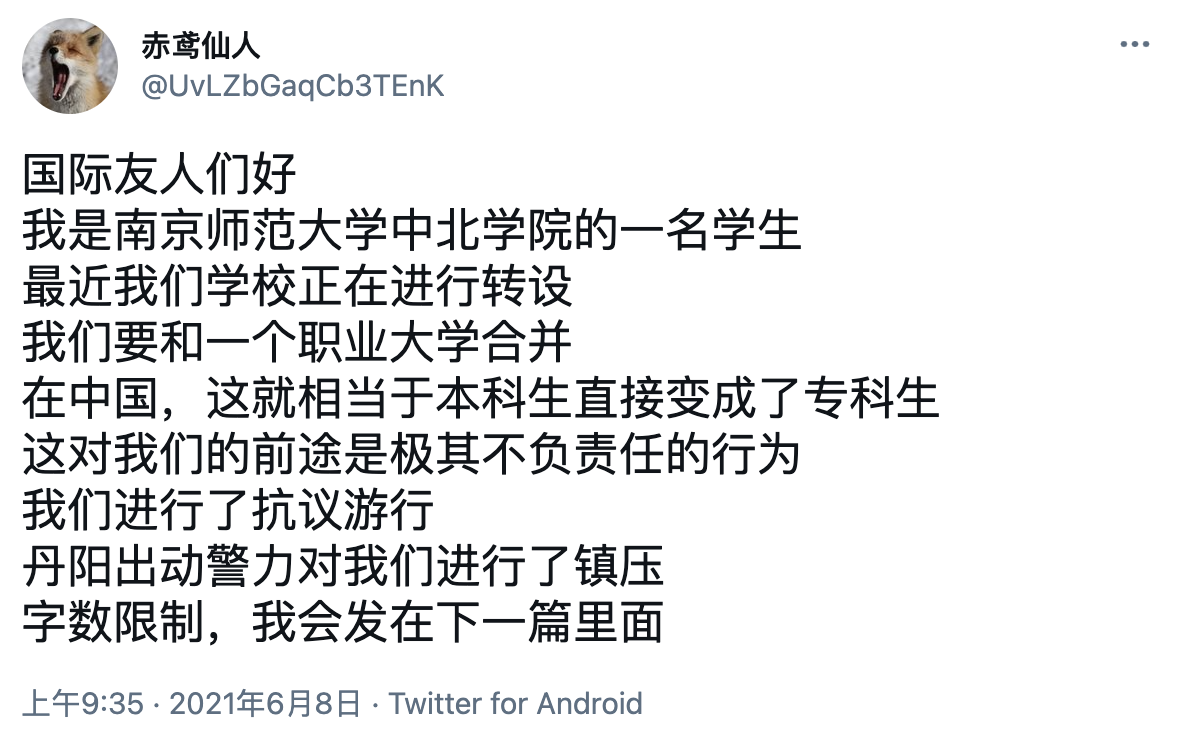 赤鸢仙人
@UvLZbGaqCb3TEnK
国际友人们好
我是南京师范大学中北学院的一名学生
最近我们学校正在进行转设
我们要和一个职业大学合并
在中国，这就相当于本科生直接变成了专科生
这对我们的前途是极其不负责任的行为
我们进行了抗议游行
丹阳出动警力对我们进行了镇压
字数限制，我会发在下一篇里面
上午9:35 · 2021年6月8日 · Twitter for Android